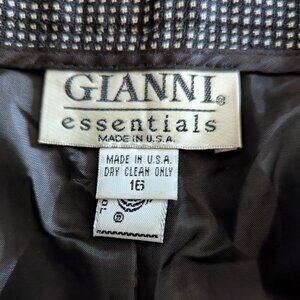 GIANNI®
essentials
MADE IN U.S.A.
MADE IN U.S.A.
DRY CLEAN ONLY
16